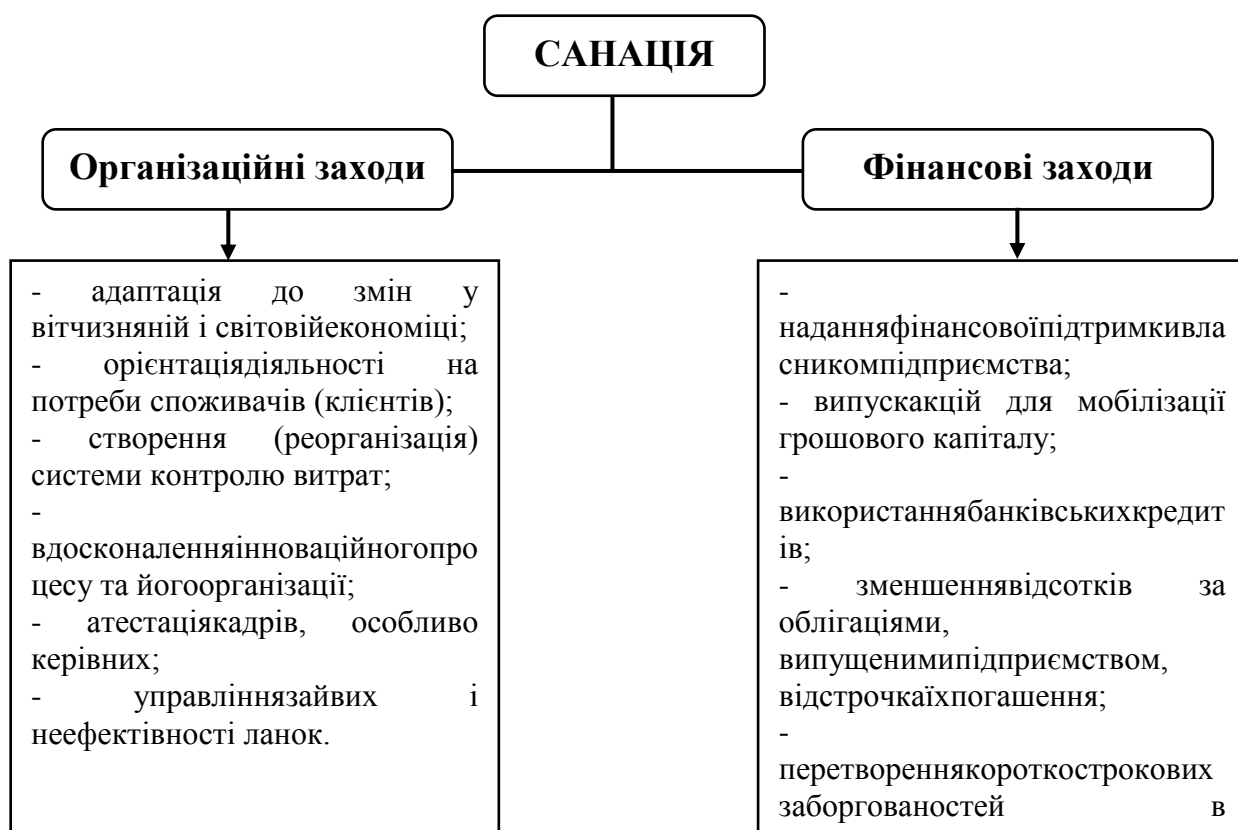 САНАЦІЯ
Організаційні заходи
Фінансові заходи
- адаптація до змін у
вітчизняній і світовійекономіці;
- орієнтаціядіяльності на
потреби споживачів (клієнтів);
- створення (реорганізація)
системи контролю витрат;
-
вдосконаленняінноваційногопро
цесу та йогоорганізації;
- атестаціякадрів, особливо
керівних;
- управліннязайвих і
неефектівності ланок.
-
наданняфінансовоїпідтримкивла
сникомпідприємства;
- випускакцій для мобілізації
грошового капіталу;
-
використаннябанківськихкредит
ів;
- зменшеннявідсотків за
облігаціями,
випущенимипідприємством,
відстрочкаїхпогашення;
-
перетвореннякороткострокових
заборгованостей в